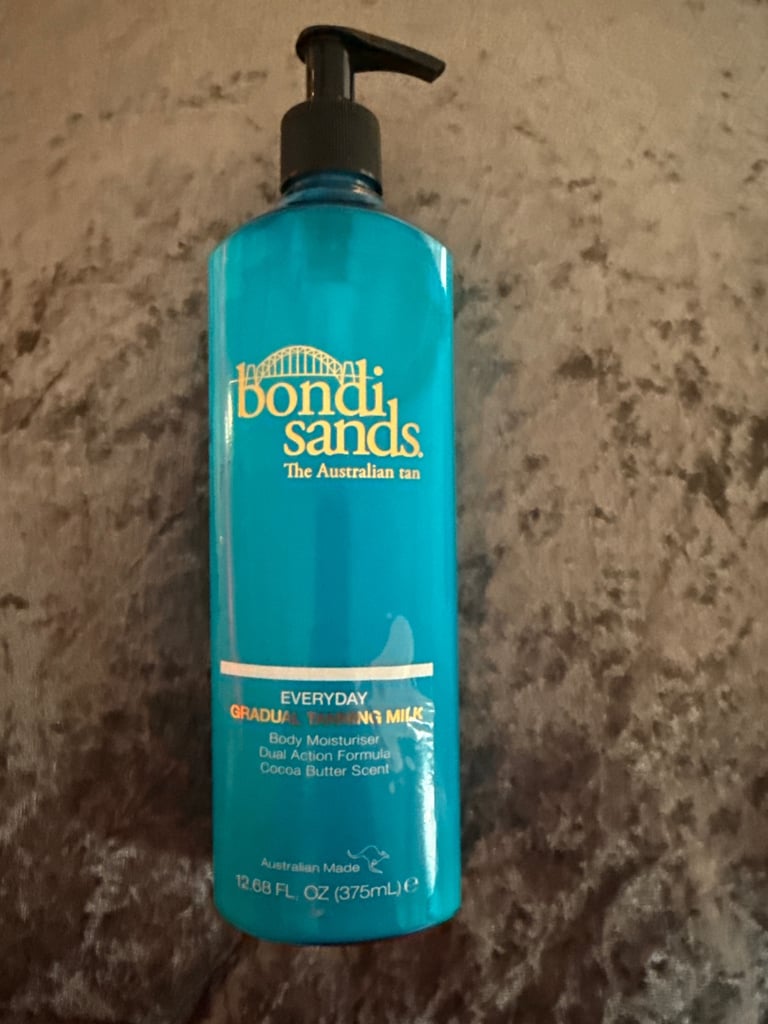 bondi
sands.
The Australian tan
EVERYDAY
GRADUAL TANNING MILK
Body Moisturiser
Dual Action Formula
Cocoa Butter Scent
Australian Made
12.68 FL. OZ (375mL) ℮